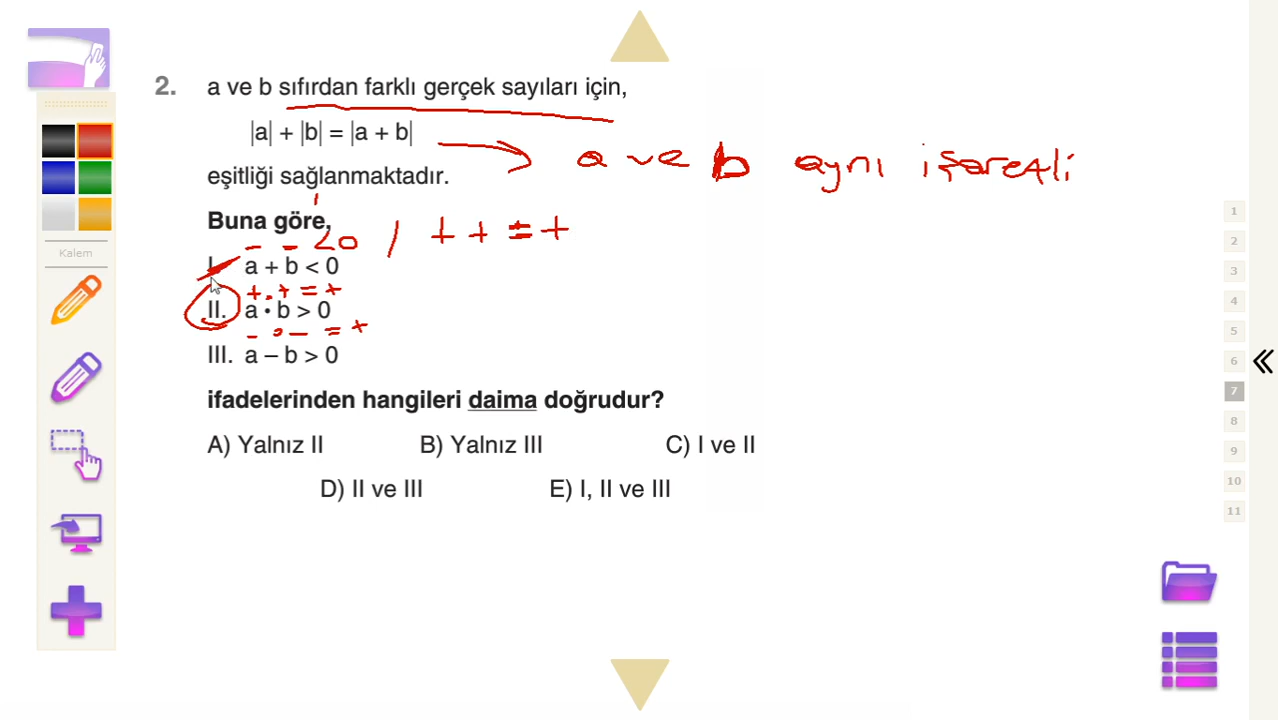 2. a ve b sıfırdan farklı gerçek sayıları için,
|a| + |b| = |a + b|
a ve b aynı işaretli
eşitliği sağlanmaktadır.
Buna göre,
- - <0 / + + = +
I. a + b < 0
+ . + = +
II. a • b > 0
- . - = +
III. a – b > 0
ifadelerinden hangileri daima doğrudur?
A) Yalnız II B) Yalnız III C) I ve II
D) II ve III E) I, II ve III
Kalem
1
2
3
4
5
6
7
8
9
10
11